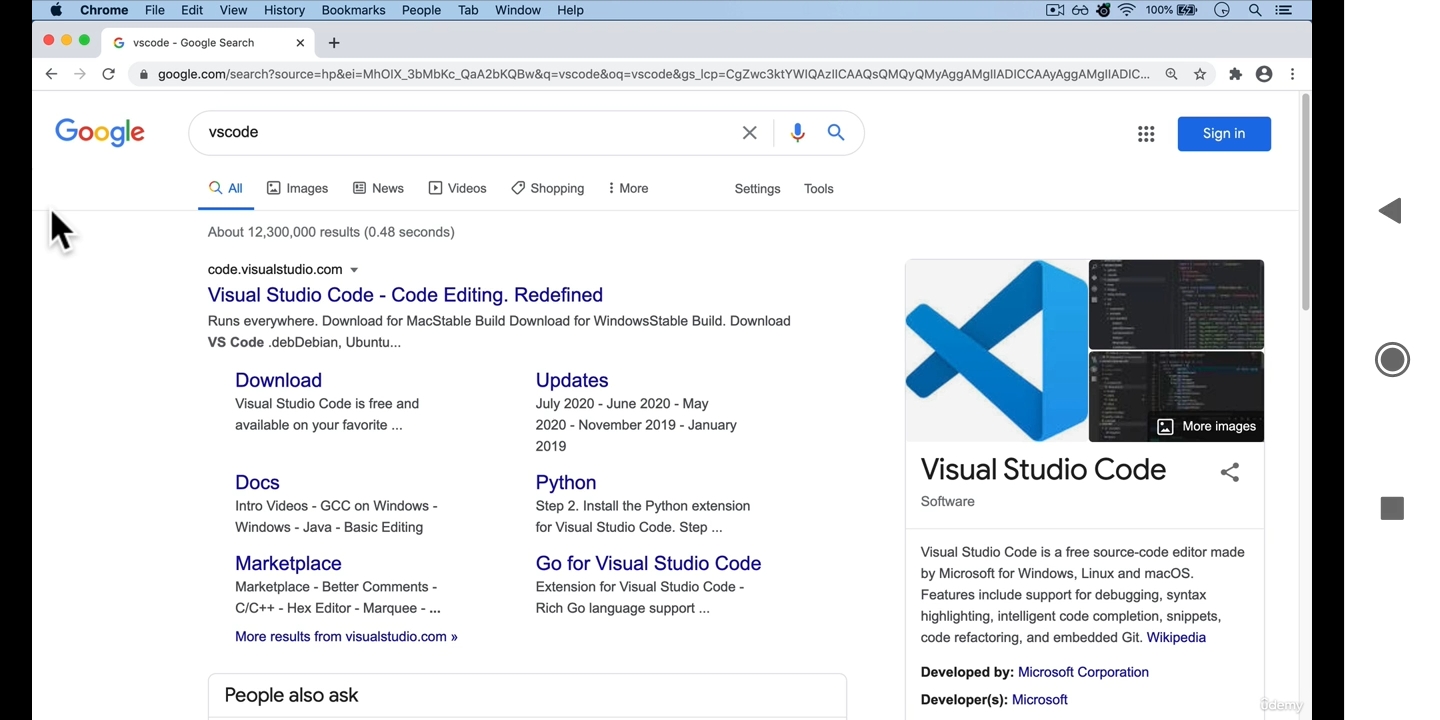 Chrome File Edit View History Bookmarks People Tab Window Help 100%
vscode - Google Search
google.com/search?source=hp&ei=MhOIX_3bMbKc_QaA2bKQBw&q=vscode&oq=vscode&gs_lcp=CgZwc3ktYWIQAzIICAAQsQMQyQMyAggAMgIIADICCAAyAggAMgIIADIC...
Google vscode Sign in
All Images News Videos Shopping More Settings Tools
About 12,300,000 results (0.48 seconds)
code.visualstudio.com
Visual Studio Code - Code Editing. Redefined
Runs everywhere. Download for MacStable Build Download for WindowsStable Build. Download
VS Code .debDebian, Ubuntu...
Download
Visual Studio Code is free and
available on your favorite ...
Updates
July 2020 - June 2020 - May
2020 - November 2019 - January
2019
Docs
Intro Videos - GCC on Windows -
Windows - Java - Basic Editing
Python
Step 2. Install the Python extension
for Visual Studio Code. Step ...
Marketplace
Marketplace - Better Comments -
C/C++ - Hex Editor - Marquee - ...
Go for Visual Studio Code
Extension for Visual Studio Code -
Rich Go language support ...
More results from visualstudio.com »
People also ask
More images
Visual Studio Code
Software
Visual Studio Code is a free source-code editor made
by Microsoft for Windows, Linux and macOS.
Features include support for debugging, syntax
highlighting, intelligent code completion, snippets,
code refactoring, and embedded Git. Wikipedia
Developed by: Microsoft Corporation
Developer(s): Microsoft
ûdemy